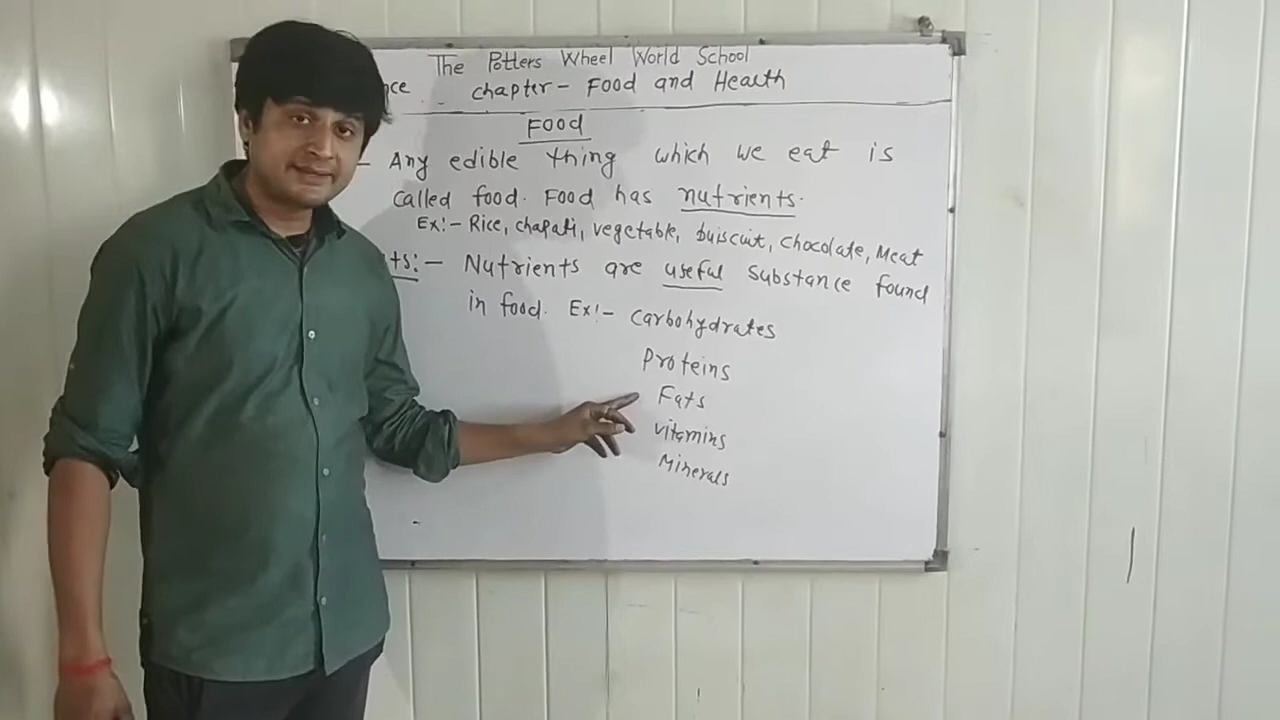 The Potters Wheel World School
nce chapter - Food and Health
FOOD
- Any edible thing which we eat is
called food. Food has nutrients.
Ex:- Rice, chapati, vegetable, buiscuit, chocolate, Meat
ts:- Nutrients are useful substance found
in food. Ex:- carbohydrates
Proteins
Fats
vitamins
Minerals